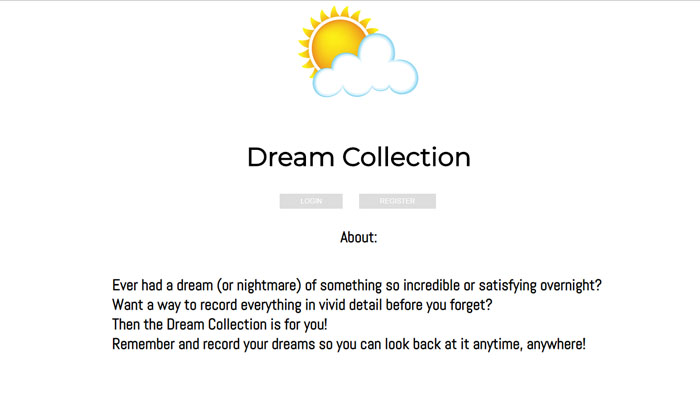 Dream Collection
LOGIN REGISTER
About:
Ever had a dream (or nightmare) of something so incredible or satisfying overnight?
Want a way to record everything in vivid detail before you forget?
Then the Dream Collection is for you!
Remember and record your dreams so you can look back at it anytime, anywhere!